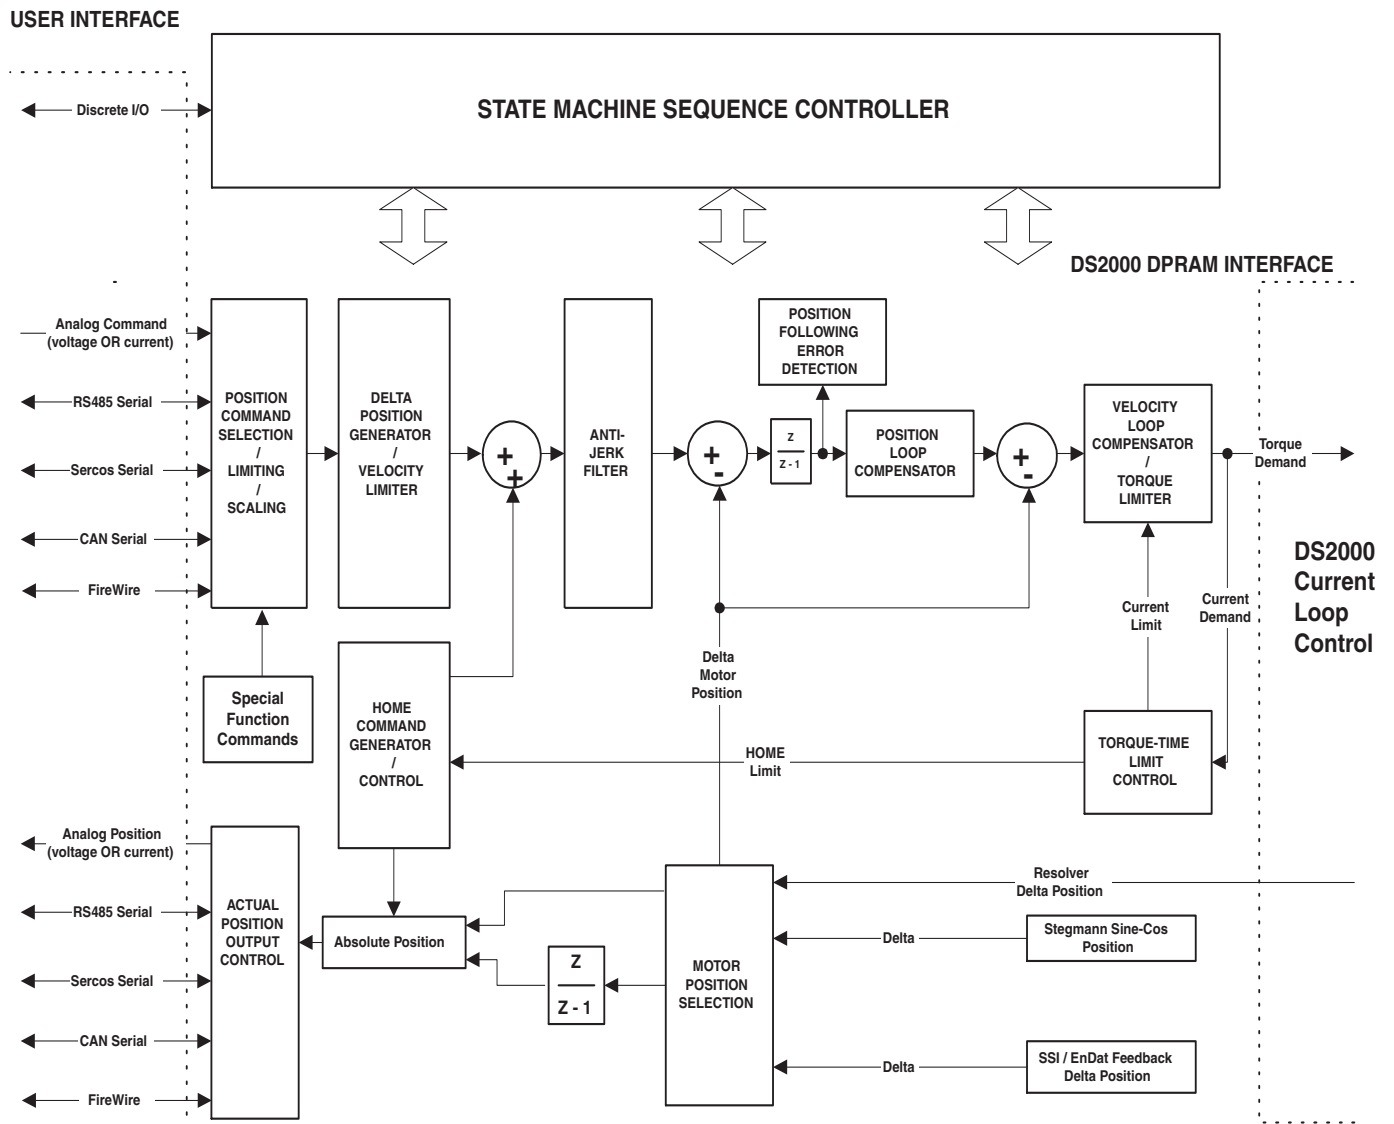 USER INTERFACE
STATE MACHINE SEQUENCE CONTROLLER
Discrete I/O
DS2000 DPRAM INTERFACE
Analog Command
(voltage OR current)
RS485 Serial
Sercos Serial
CAN Serial
FireWire
POSITION
COMMAND
SELECTION
/
LIMITING
/
SCALING
DELTA
POSITION
GENERATOR
/
VELOCITY
LIMITER
+
+
ANTI-
JERK
FILTER
+
-
POSITION
FOLLOWING
ERROR
DETECTION
Z
Z - 1
POSITION
LOOP
COMPENSATOR
+
-
VELOCITY
LOOP
COMPENSATOR
/
TORQUE
LIMITER
Torque
Demand
DS2000
Current
Loop
Control
Current
Limit
Current
Demand
Special
Function
Commands
HOME
COMMAND
GENERATOR
/
CONTROL
Delta
Motor
Position
HOME
Limit
TORQUE-TIME
LIMIT
CONTROL
Analog Position
(voltage OR current)
RS485 Serial
Sercos Serial
CAN Serial
FireWire
ACTUAL
POSITION
OUTPUT
CONTROL
Absolute Position
Z
Z - 1
MOTOR
POSITION
SELECTION
Resolver
Delta Position
Delta
Stegmann Sine-Cos
Position
Delta
SSI / EnDat Feedback
Delta Position